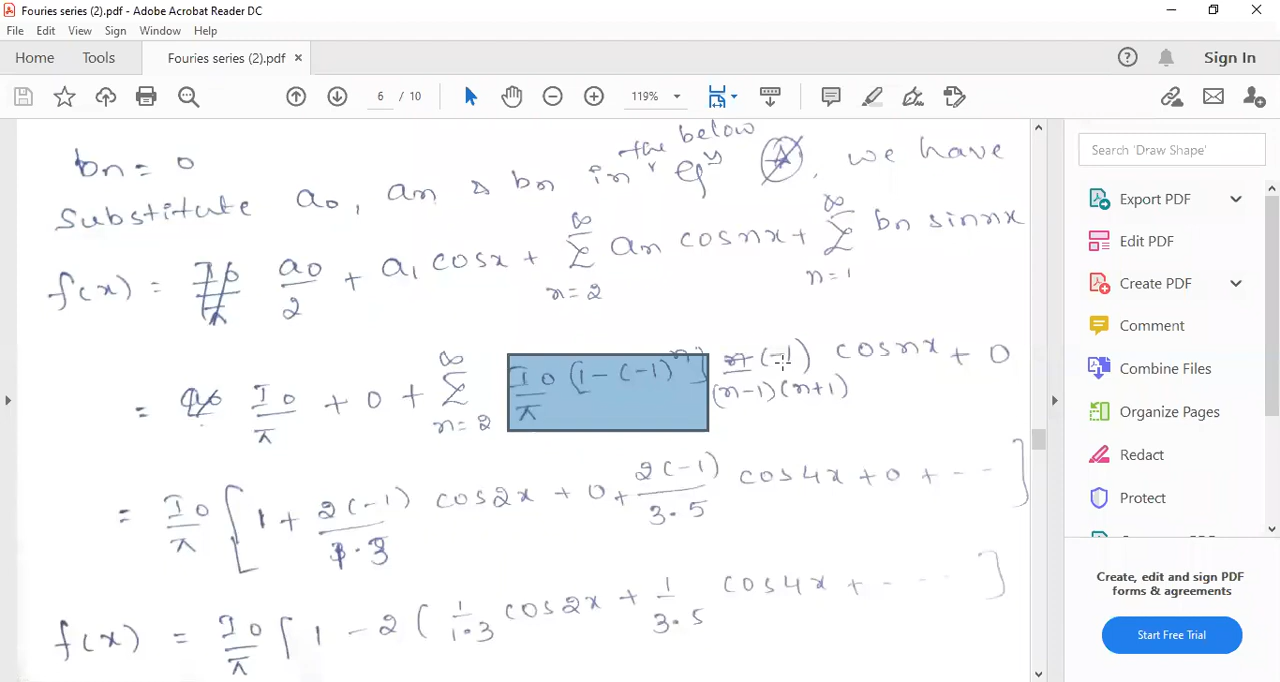 Fouries series (2).pdf - Adobe Acrobat Reader DC
File Edit View Sign Window Help
Home Tools Fouries series (2).pdf × Sign In
6 / 10 119%
bn = 0
Substitute a0, an & bn in the below Eqn, we have
f(x) = a0/2 + a1 cosx + ∞ Σ n=2 an cosnx + ∞ Σ n=1 bn sinnx
= I0/π + 0 + ∞ Σ n=2 I0/π (1-(-1)^n) (-1)/(n-1)(n+1) cosnx + 0
= I0/π [1 + 2(-1)/1·3 cos2x + 0 + 2(-1)/3·5 cos4x + 0 + - - ]
f(x) = I0/π [1 - 2 ( 1/1·3 cos2x + 1/3·5 cos4x + - - - ]
Search 'Draw Shape'
Export PDF
Edit PDF
Create PDF
Comment
Combine Files
Organize Pages
Redact
Protect
Create, edit and sign PDF
forms & agreements
Start Free Trial